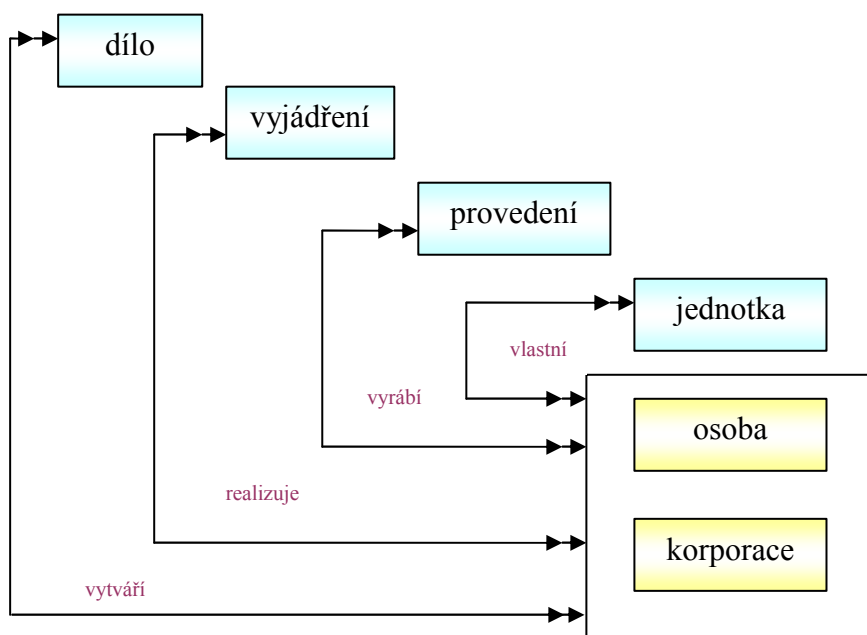 dílo
vyjádření
provedení
jednotka
vlastní
vyrábí
osoba
realizuje
korporace
vytváří